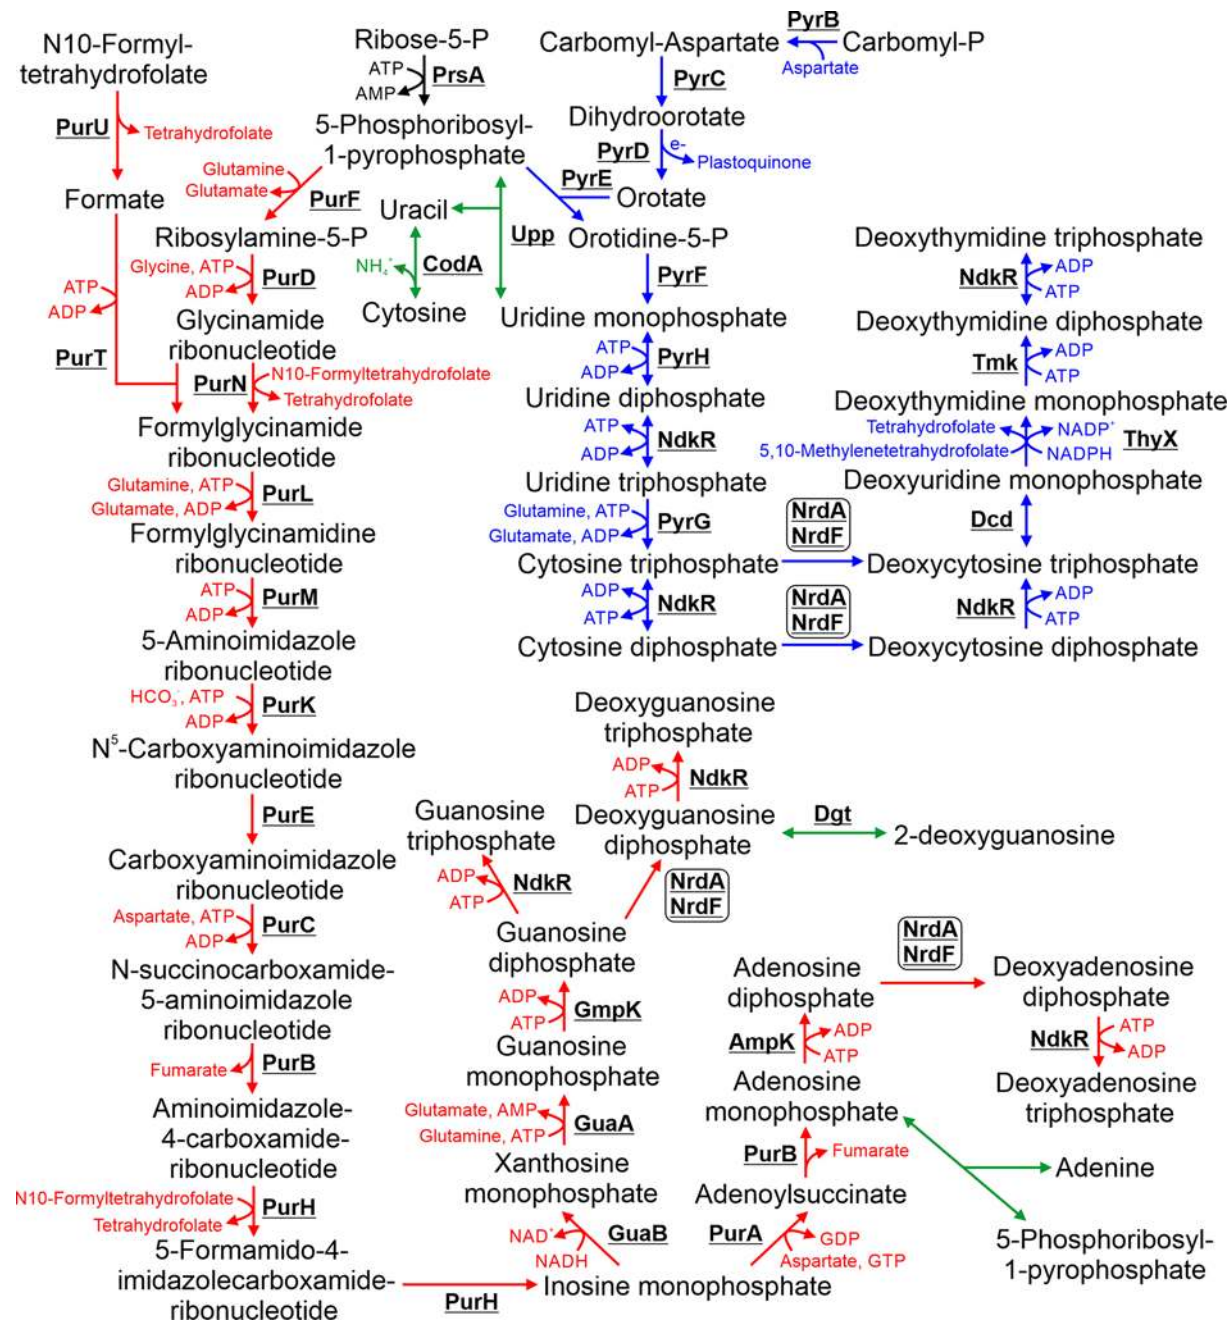 N10-Formyl-
tetrahydrofolate
PurU
Tetrahydrofolate
Formate
ATP
ADP
PurT
Ribose-5-P
ATP
AMP
PrsA
5-Phosphoribosyl-
1-pyrophosphate
Glutamine
Glutamate
PurF
Ribosylamine-5-P
Glycine, ATP
ADP
PurD
Glycinamide
ribonucleotide
PurN
N10-Formyltetrahydrofolate
Tetrahydrofolate
Formylglycinamide
ribonucleotide
Glutamine, ATP
Glutamate, ADP
PurL
Formylglycinamidine
ribonucleotide
ATP
ADP
PurM
5-Aminoimidazole
ribonucleotide
HCO₃⁻, ATP
ADP
PurK
N⁵-Carboxyaminoimidazole
ribonucleotide
PurE
Carboxyaminoimidazole
ribonucleotide
Aspartate, ATP
ADP
PurC
N-succinocarboxamide-
5-aminoimidazole
ribonucleotide
Fumarate
PurB
Aminoimidazole-
4-carboxamide-
ribonucleotide
N10-Formyltetrahydrofolate
Tetrahydrofolate
PurH
5-Formamido-4-
imidazolecarboxamide-
ribonucleotide
PurH
Inosine monophosphate
Uracil
NH₄⁺
CodA
Cytosine
Upp
Carbomyl-Aspartate
PyrB
Aspartate
Carbomyl-P
PyrC
Dihydroorotate
PyrD
e-
Plastoquinone
PyrE
Orotate
Orotidine-5-P
PyrF
Uridine monophosphate
ATP
ADP
PyrH
Uridine diphosphate
ATP
ADP
NdkR
Uridine triphosphate
Glutamine, ATP
Glutamate, ADP
PyrG
Cytosine triphosphate
ADP
ATP
NdkR
Cytosine diphosphate
NrdA
NrdF
NrdA
NrdF
Deoxythymidine triphosphate
NdkR
ADP
ATP
Deoxythymidine diphosphate
Tmk
ADP
ATP
Deoxythymidine monophosphate
Tetrahydrofolate
5,10-Methylenetetrahydrofolate
NADP⁺
NADPH
ThyX
Deoxyuridine monophosphate
Dcd
Deoxycytosine triphosphate
NdkR
ADP
ATP
Deoxycytosine diphosphate
Deoxyguanosine
triphosphate
ADP
ATP
NdkR
Deoxyguanosine
diphosphate
Dgt
2-deoxyguanosine
NrdA
NrdF
Guanosine
triphosphate
ADP
ATP
NdkR
Guanosine
diphosphate
ADP
ATP
GmpK
Guanosine
monophosphate
Glutamate, AMP
Glutamine, ATP
GuaA
Xanthosine
monophosphate
NAD⁺
NADH
GuaB
PurA
GDP
Aspartate, GTP
Adenoylsuccinate
PurB
Fumarate
Adenosine
monophosphate
AmpK
ADP
ATP
Adenosine
diphosphate
NrdA
NrdF
Deoxyadenosine
diphosphate
NdkR
ATP
ADP
Deoxyadenosine
triphosphate
Adenine
5-Phosphoribosyl-
1-pyrophosphate